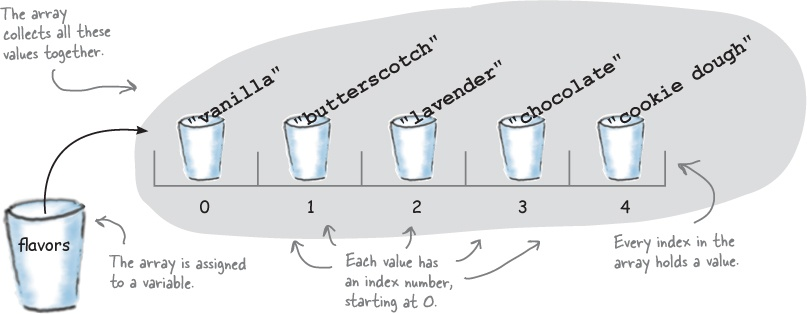 The array
collects all these
values together.
"vanilla"
"butterscotch"
"lavender"
"chocolate"
"cookie dough"
0
1
2
3
4
flavors
The array is assigned
to a variable.
Each value has
an index number,
starting at 0.
Every index in the
array holds a value.